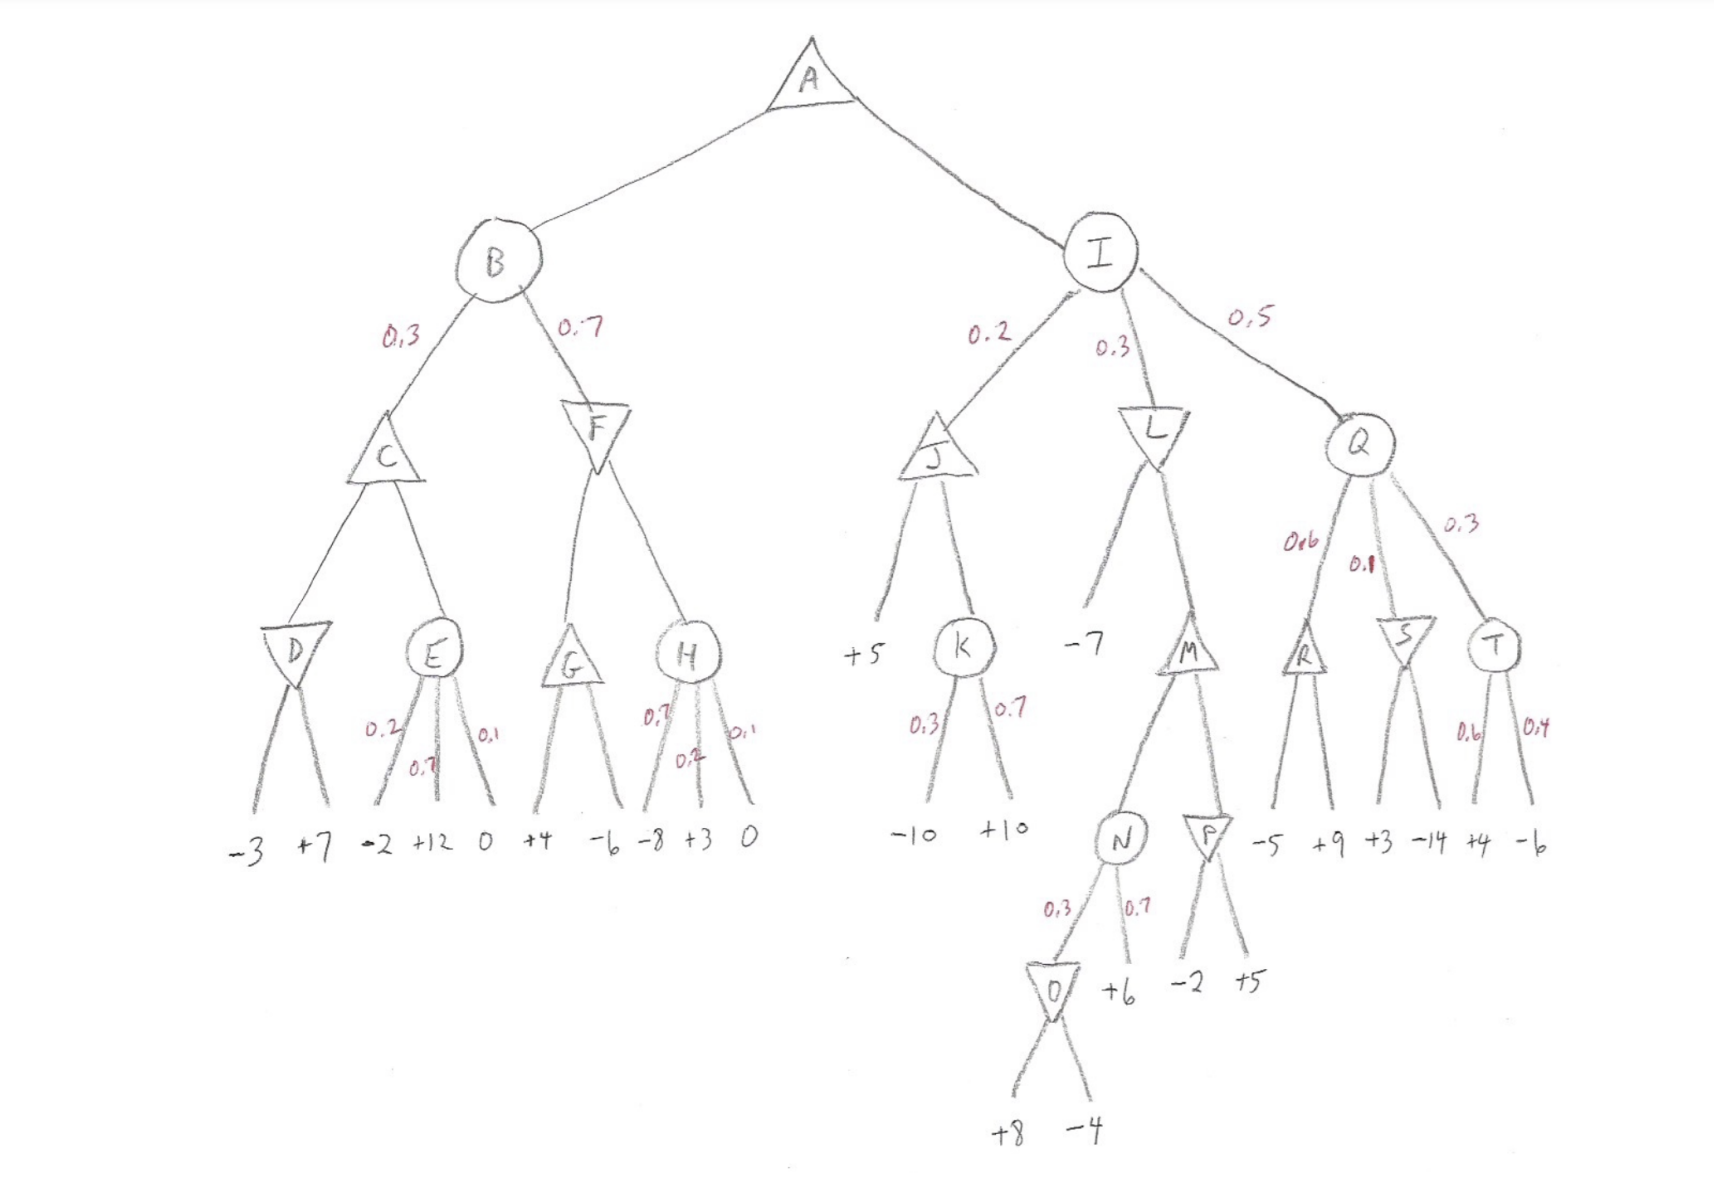 A
B I
0.3 0.7 0.2 0.3 0.5
C F J L Q
0.6 0.1 0.3
D E G H +5 K -7 M R S T
0.2 0.7 0.1 0.7 0.2 0.1 0.3 0.7 0.6 0.4
-3 +7 -2 +12 0 +4 -6 -8 +3 0 -10 +10 N P -5 +9 +3 -14 +4 -6
0.3 0.7
O +6 -2 +5
+8 -4